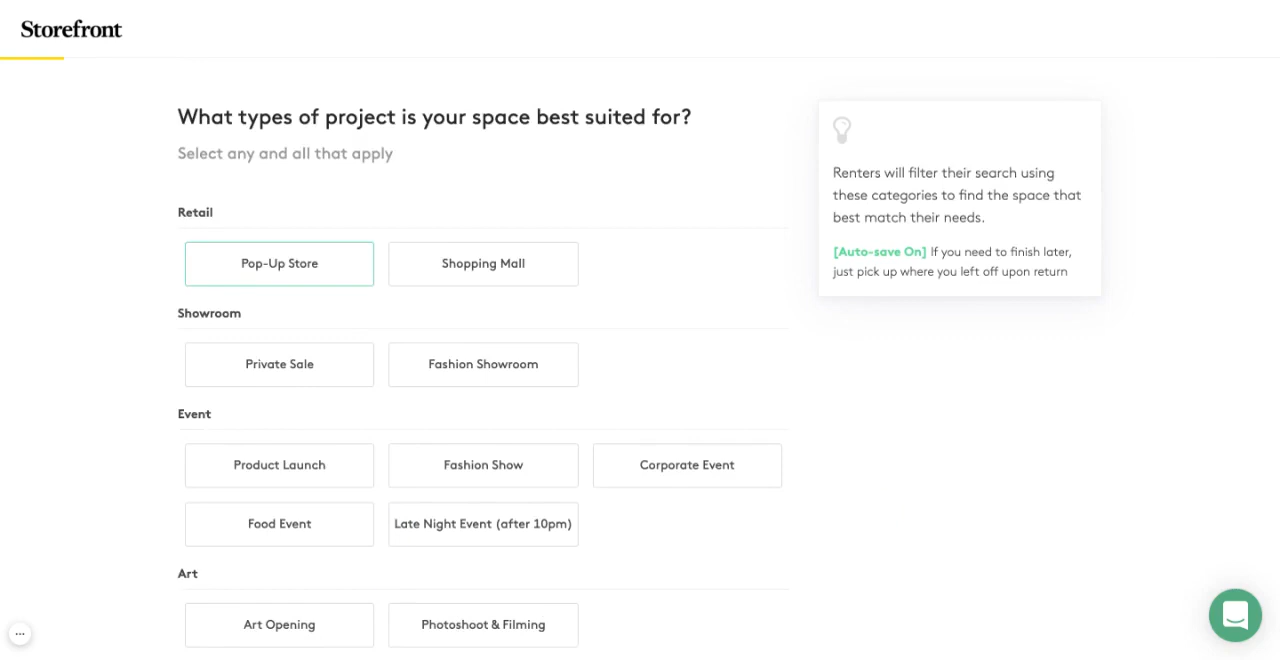 Storefront
What types of project is your space best suited for?
Select any and all that apply
Retail
Pop-Up Store
Shopping Mall
Showroom
Private Sale
Fashion Showroom
Event
Product Launch
Fashion Show
Corporate Event
Food Event
Late Night Event (after 10pm)
Art
Art Opening
Photoshoot & Filming
Renters will filter their search using
these categories to find the space that
best match their needs.
[Auto-save On] If you need to finish later,
just pick up where you left off upon return